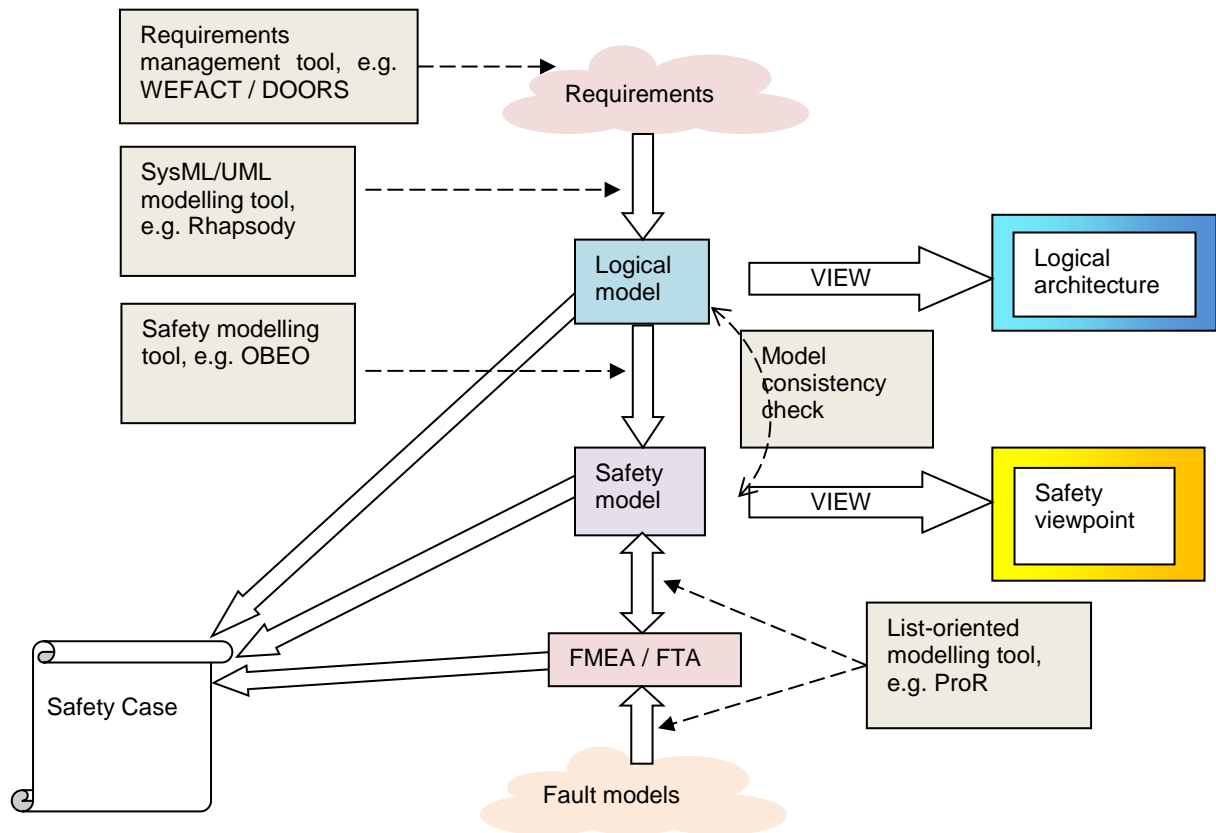 Requirements
management tool, e.g.
WEFACT / DOORS
Requirements
SysML/UML
modelling tool,
e.g. Rhapsody
Logical
model
VIEW
Logical
architecture
Safety modelling
tool, e.g. OBEO
Model
consistency
check
Safety
model
VIEW
Safety
viewpoint
List-oriented
modelling tool,
e.g. ProR
FMEA / FTA
Safety Case
Fault models